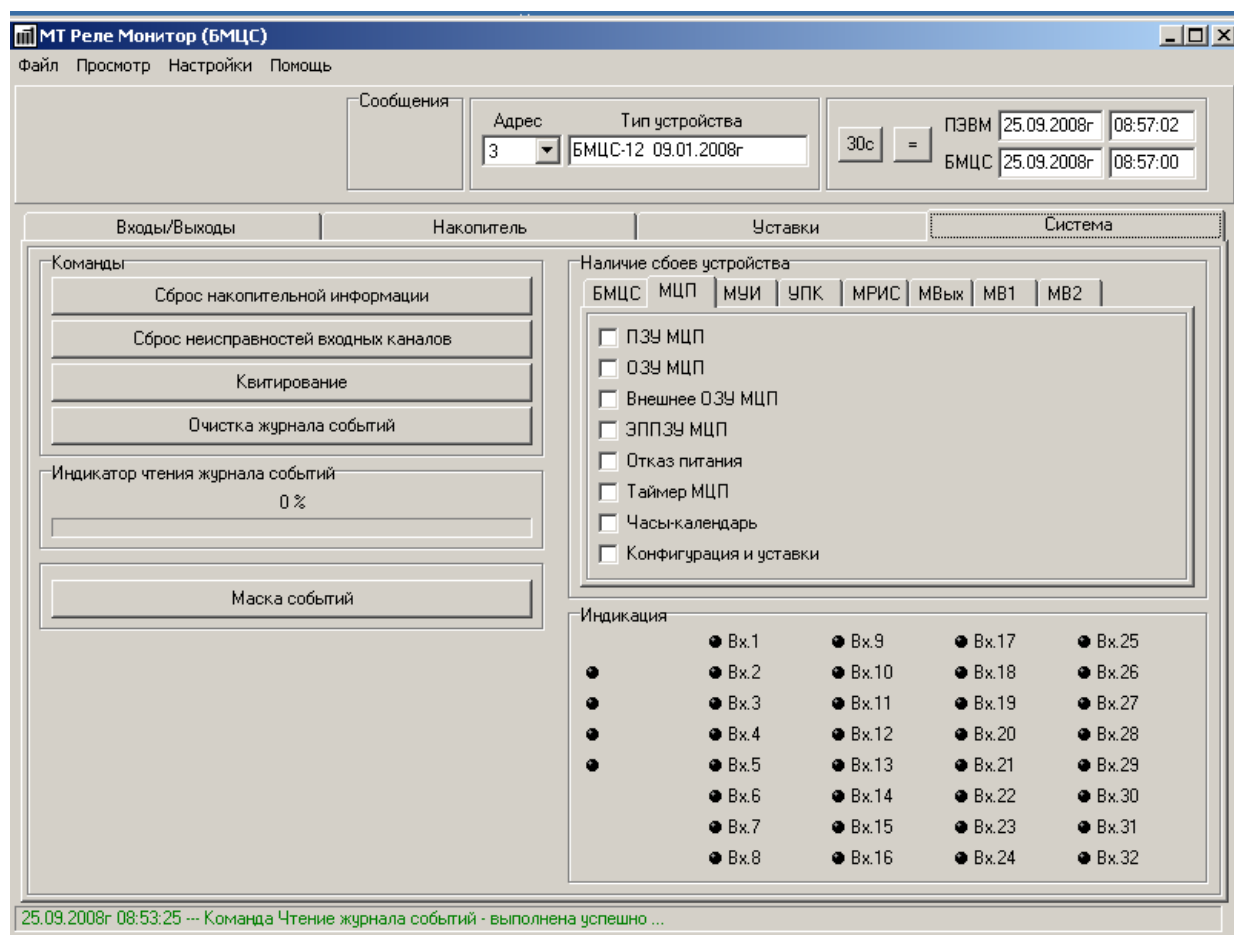 МТ Реле Монитор (БМЦС)
Файл Просмотр Настройки Помощь
Сообщения
Адрес Тип устройства
3 БМЦС-12 09.01.2008г
30с =
ПЭВМ 25.09.2008г 08:57:02
БМЦС 25.09.2008г 08:57:00
Входы/Выходы Накопитель Уставки Система
Команды
Сброс накопительной информации
Сброс неисправностей входных каналов
Квитирование
Очистка журнала событий
Индикатор чтения журнала событий
0 %
Маска событий
Наличие сбоев устройства
БМЦС МЦП МУИ УПК МРИС МВых МВ1 МВ2
ПЗУ МЦП
ОЗУ МЦП
Внешнее ОЗУ МЦП
ЭППЗУ МЦП
Отказ питания
Таймер МЦП
Часы-календарь
Конфигурация и уставки
Индикация
Вх.1 Вх.9 Вх.17 Вх.25
Вх.2 Вх.10 Вх.18 Вх.26
Вх.3 Вх.11 Вх.19 Вх.27
Вх.4 Вх.12 Вх.20 Вх.28
Вх.5 Вх.13 Вх.21 Вх.29
Вх.6 Вх.14 Вх.22 Вх.30
Вх.7 Вх.15 Вх.23 Вх.31
Вх.8 Вх.16 Вх.24 Вх.32
25.09.2008г 08:53:25 --- Команда Чтение журнала событий - выполнена успешно ...